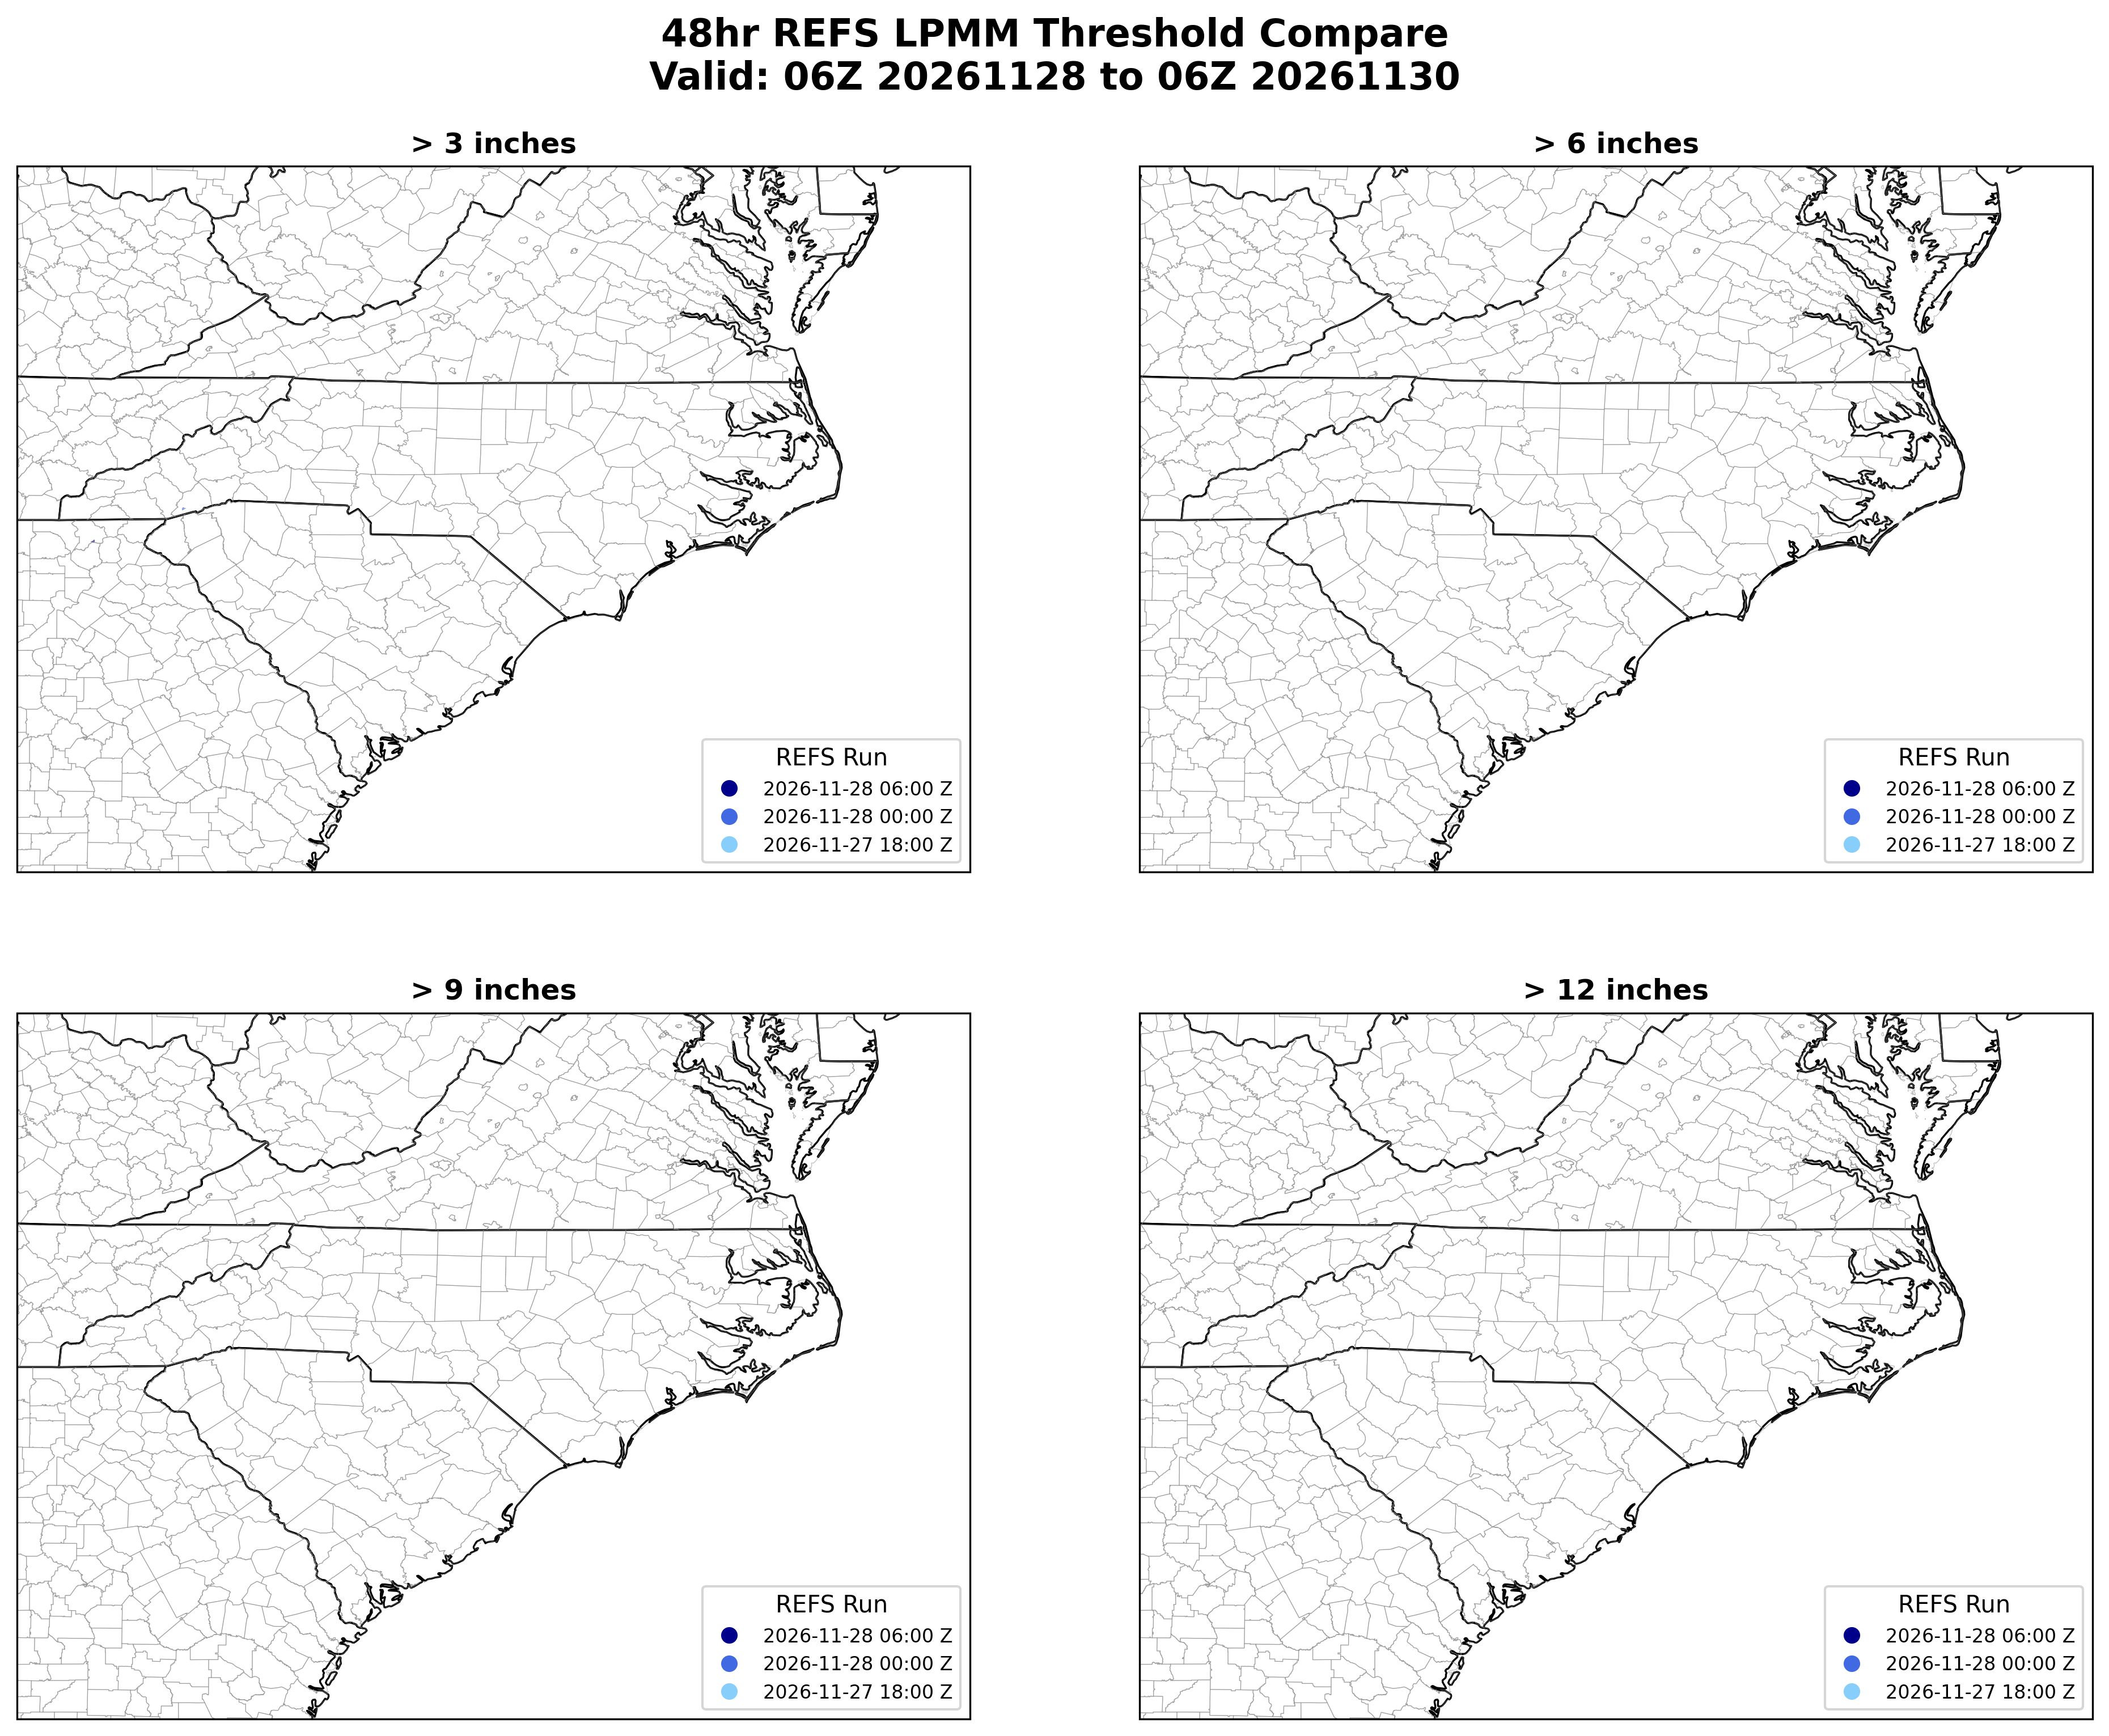 48hr REFS LPMM Threshold Compare
Valid: 06Z 20261128 to 06Z 20261130
> 3 inches
REFS Run
2026-11-28 06:00 Z
2026-11-28 00:00 Z
2026-11-27 18:00 Z
> 6 inches
REFS Run
2026-11-28 06:00 Z
2026-11-28 00:00 Z
2026-11-27 18:00 Z
> 9 inches
REFS Run
2026-11-28 06:00 Z
2026-11-28 00:00 Z
2026-11-27 18:00 Z
> 12 inches
REFS Run
2026-11-28 06:00 Z
2026-11-28 00:00 Z
2026-11-27 18:00 Z